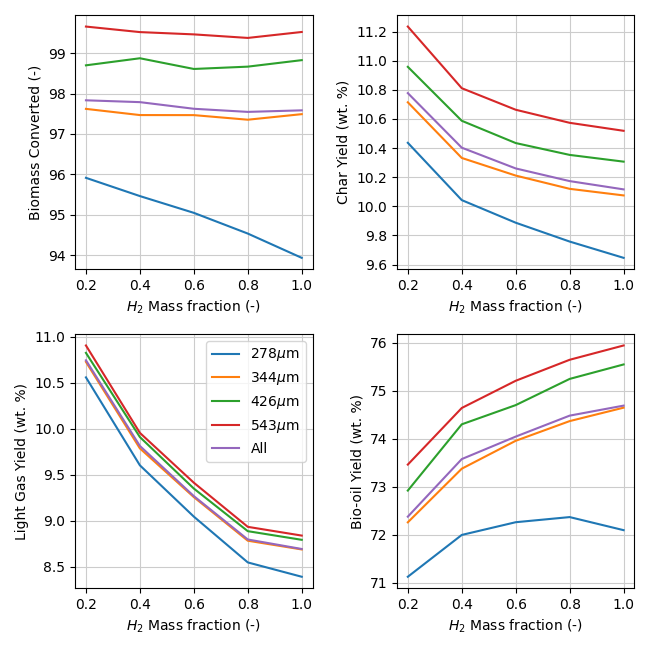 Biomass Converted (-)
99
98
97
96
95
94
0.2 0.4 0.6 0.8 1.0
H2 Mass fraction (-)
Char Yield (wt. %)
11.2
11.0
10.8
10.6
10.4
10.2
10.0
9.8
9.6
0.2 0.4 0.6 0.8 1.0
H2 Mass fraction (-)
Light Gas Yield (wt. %)
11.0
10.5
10.0
9.5
9.0
8.5
278μm
344μm
426μm
543μm
All
0.2 0.4 0.6 0.8 1.0
H2 Mass fraction (-)
Bio-oil Yield (wt. %)
76
75
74
73
72
71
0.2 0.4 0.6 0.8 1.0
H2 Mass fraction (-)